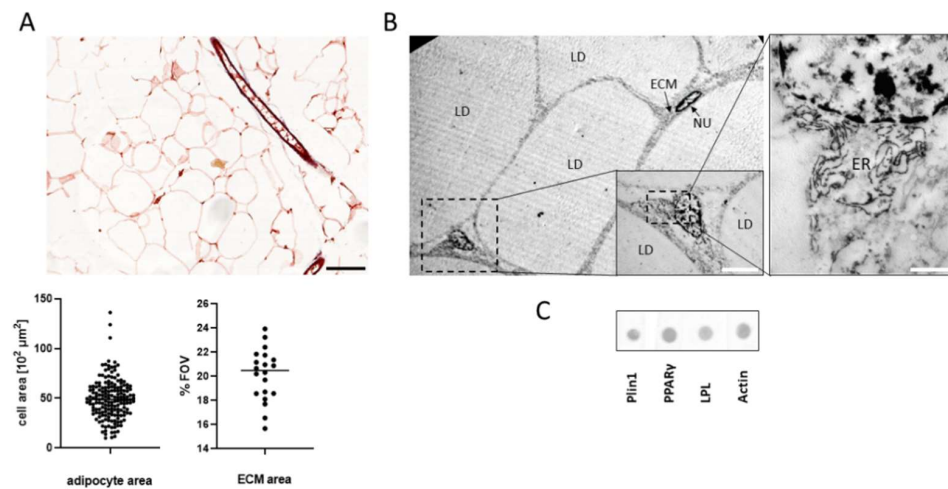 A
B
LD
LD
ECM
LD
NU
LD
LD
LD
ER
C
150
100
50
0
cell area [10² µm²]
adipocyte area
26
24
22
20
18
16
14
% FOV
ECM area
Plin1
PPARγ
LPL
Actin